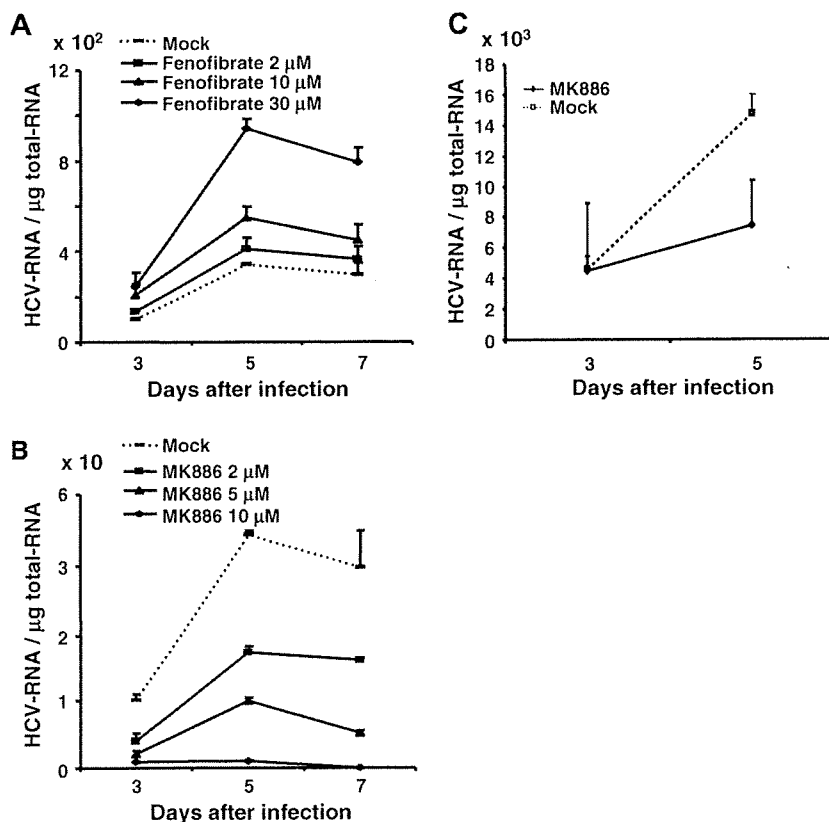 A
x 10²
Mock
Fenofibrate 2 μM
Fenofibrate 10 μM
Fenofibrate 30 μM
HCV-RNA / μg total-RNA
12
8
4
0
3 5 7
Days after infection
C
x 10³
MK886
Mock
HCV-RNA / μg total-RNA
18
16
14
12
10
8
6
4
2
0
3 5
Days after infection
B
x 10
Mock
MK886 2 μM
MK886 5 μM
MK886 10 μM
HCV-RNA / μg total-RNA
6
3
2
1
0
3 5 7
Days after infection